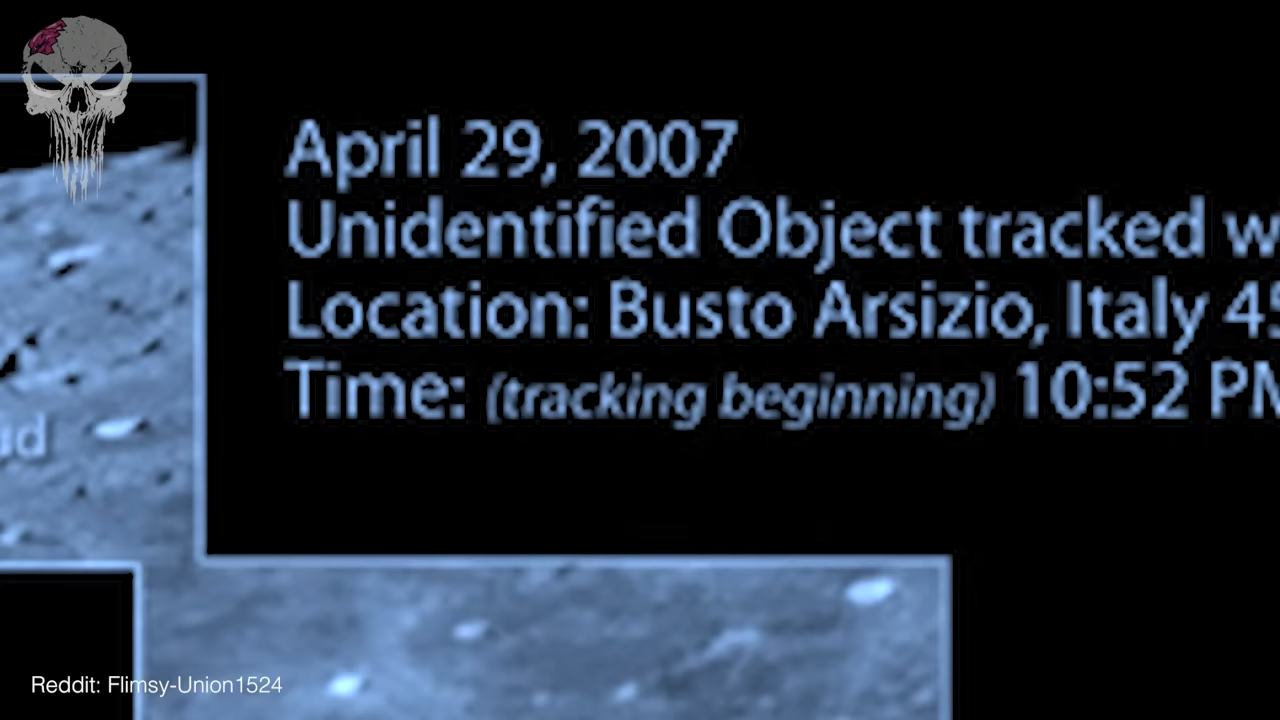 April 29, 2007
Unidentified Object tracked
Location: Busto Arsizio, Italy
Time: (tracking beginning) 10:52
Reddit: Flimsy-Union1524